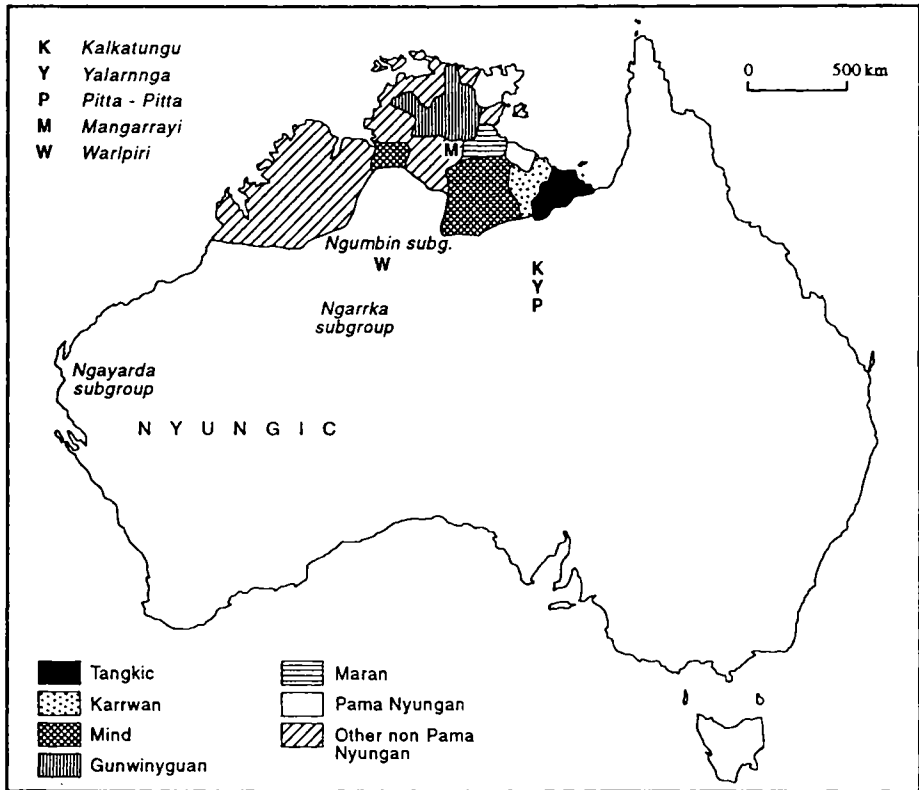 K Kalkatungu
Y Yalarnnga
P Pitta - Pitta
M Mangarrayi
W Warlpiri
0 500 km
M
Ngumbin subg.
W
K
Y
P
Ngarrka
subgroup
Ngayarda
subgroup
NYUNGIC
Tangkic
Karrwan
Mind
Gunwinyguan
Maran
Pama Nyungan
Other non Pama
Nyungan